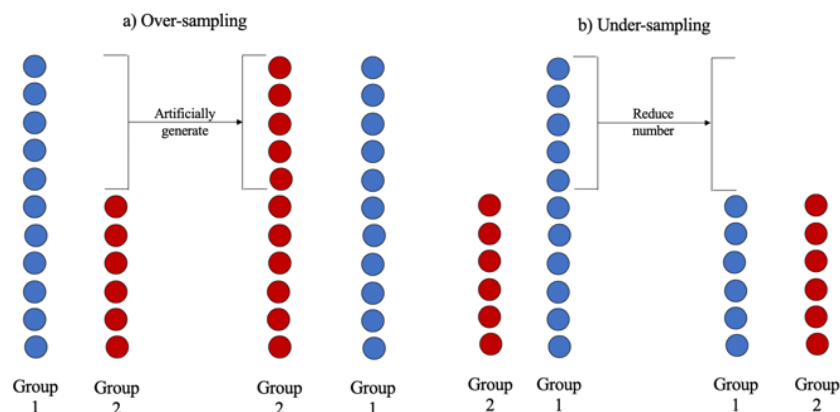 a) Over-sampling
b) Under-sampling
Artificially
generate
Reduce
number
Group
1
Group
2
Group
2
Group
1
Group
2
Group
1
Group
1
Group
2